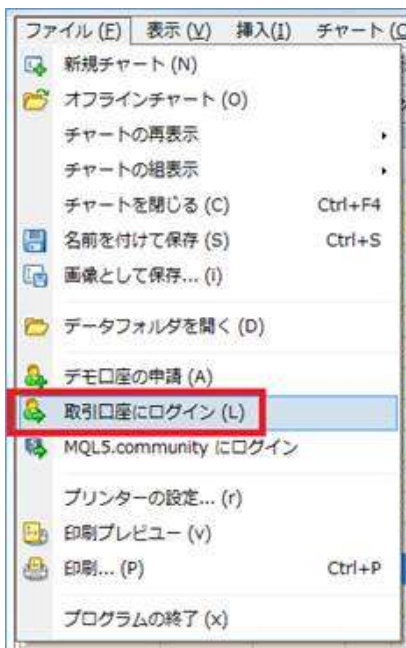 ファイル (F) 表示 (V) 挿入(I) チャート (C
新規チャート (N)
オフラインチャート (O)
チャートの再表示
チャートの組表示
チャートを閉じる (C) Ctrl+F4
名前を付けて保存 (S) Ctrl+S
画像として保存... (i)
データフォルダを開く (D)
デモ口座の申請 (A)
取引口座にログイン (L)
MQL5.community にログイン
プリンターの設定... (r)
印刷プレビュー (v)
印刷... (P) Ctrl+P
プログラムの終了 (x)